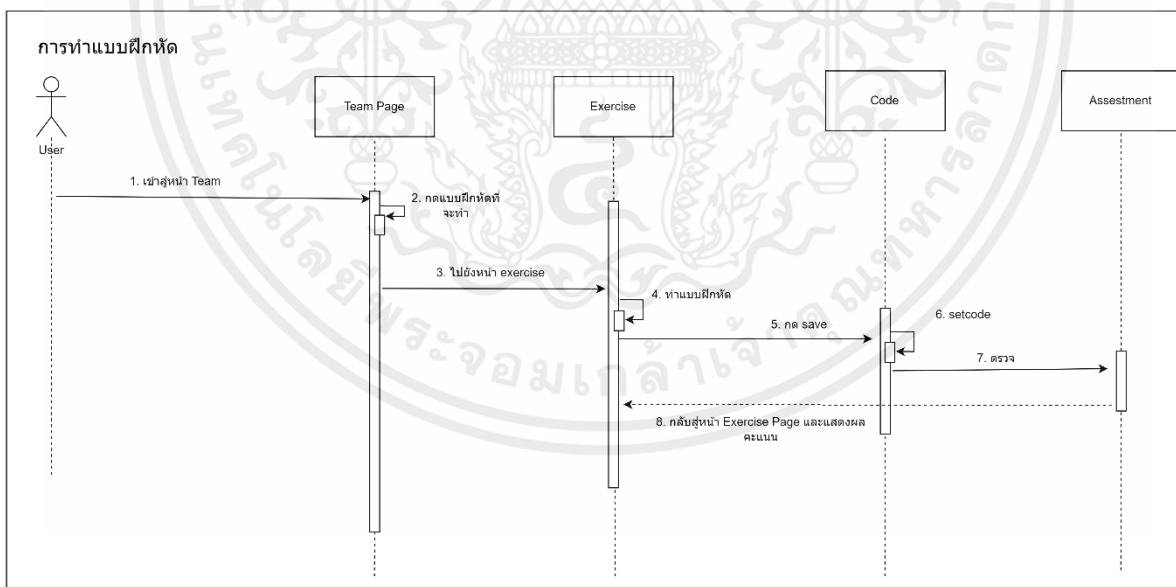 การทำแบบฝึกหัด
User
Team Page
Exercise
Code
Assestment
1. เข้าสู่หน้า Team
2. กดแบบฝึกหัดที่
จะทำ
3. ไปยังหน้า exercise
4. ทำแบบฝึกหัด
5. กด save
6. setcode
7. ตรวจ
8. กลับสู่หน้า Exercise Page และแสดงผล
คะแนน